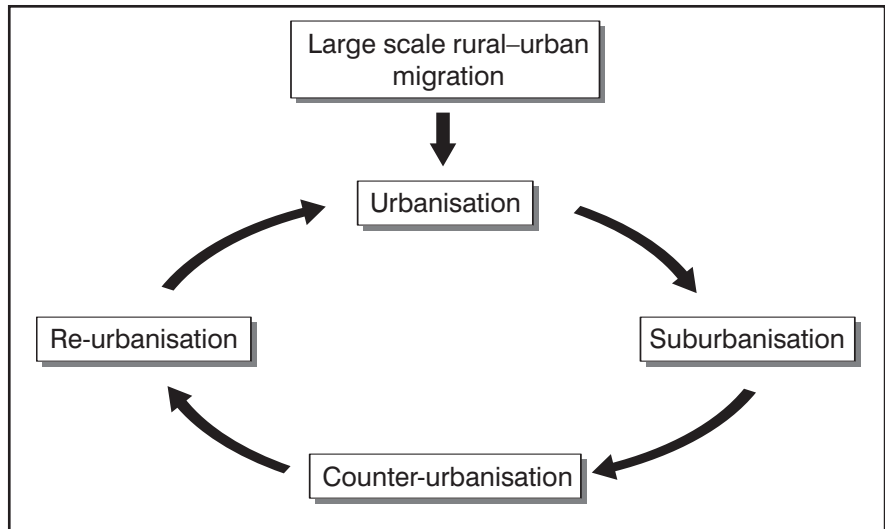 Large scale rural–urban
migration
Urbanisation
Re-urbanisation
Suburbanisation
Counter-urbanisation